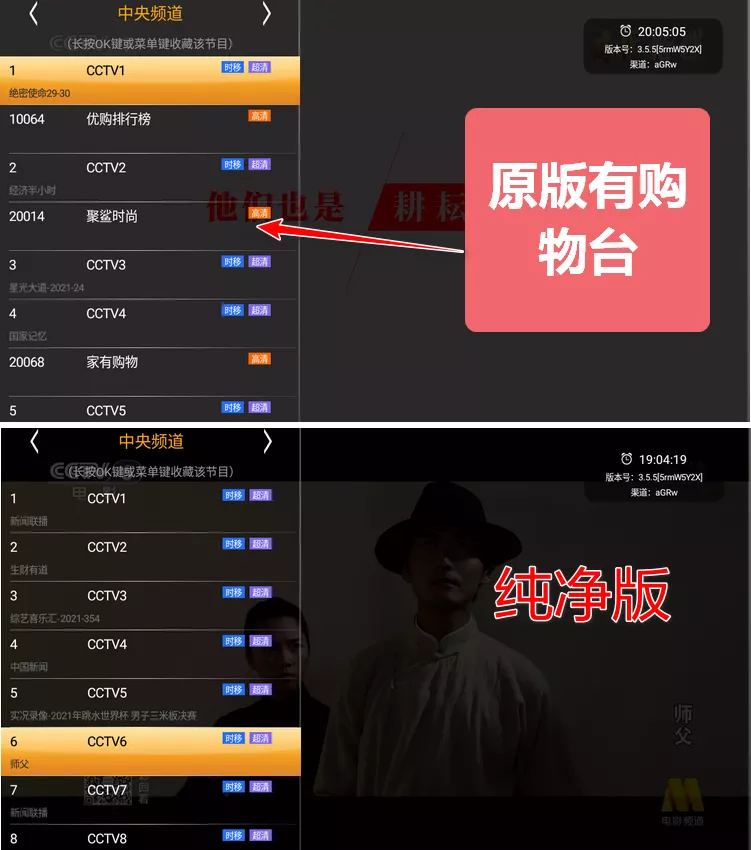 中央频道
(长按OK键或菜单键收藏该节目)
1 CCTV1 时移 超清
绝密使命29-30
10064 优购排行榜 高清
2 CCTV2 时移 超清
经济半小时
20014 聚鲨时尚 高清
3 CCTV3 时移 超清
星光大道-2021-24
4 CCTV4 时移 超清
国家记忆
20068 家有购物 高清
5 CCTV5 时移 超清
他们也是 耕耘
20:05:05
版本号：3.5.5[5rmW5Y2X]
渠道：aGRw
原版有购
物台
中央频道
(长按OK键或菜单键收藏该节目)
1 CCTV1 时移 超清
新闻联播
2 CCTV2 时移 超清
生财有道
3 CCTV3 时移 超清
综艺喜乐汇-2021-354
4 CCTV4 时移 超清
中国新闻
5 CCTV5 时移 超清
实况录像-2021年跳水世界杯 男子三米板决赛
6 CCTV6 时移 超清
师父
7 CCTV7 时移 超清
新闻联播
8 CCTV8 时移 超清
19:04:19
版本号：3.5.5[5rmW5Y2X]
渠道：aGRw
纯净版
师父
电影频道